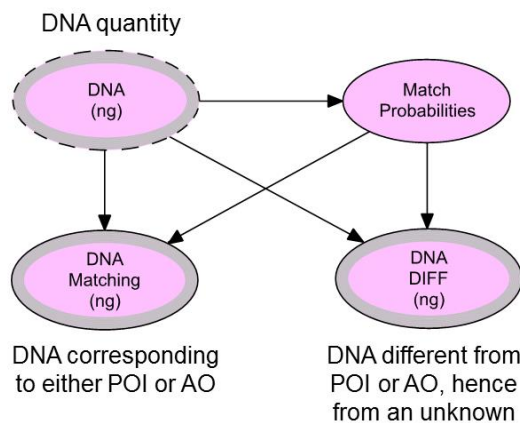 DNA quantity
DNA
(ng)
Match
Probabilities
DNA
Matching
(ng)
DNA
DIFF
(ng)
DNA corresponding
to either POI or AO
DNA different from
POI or AO, hence
from an unknown